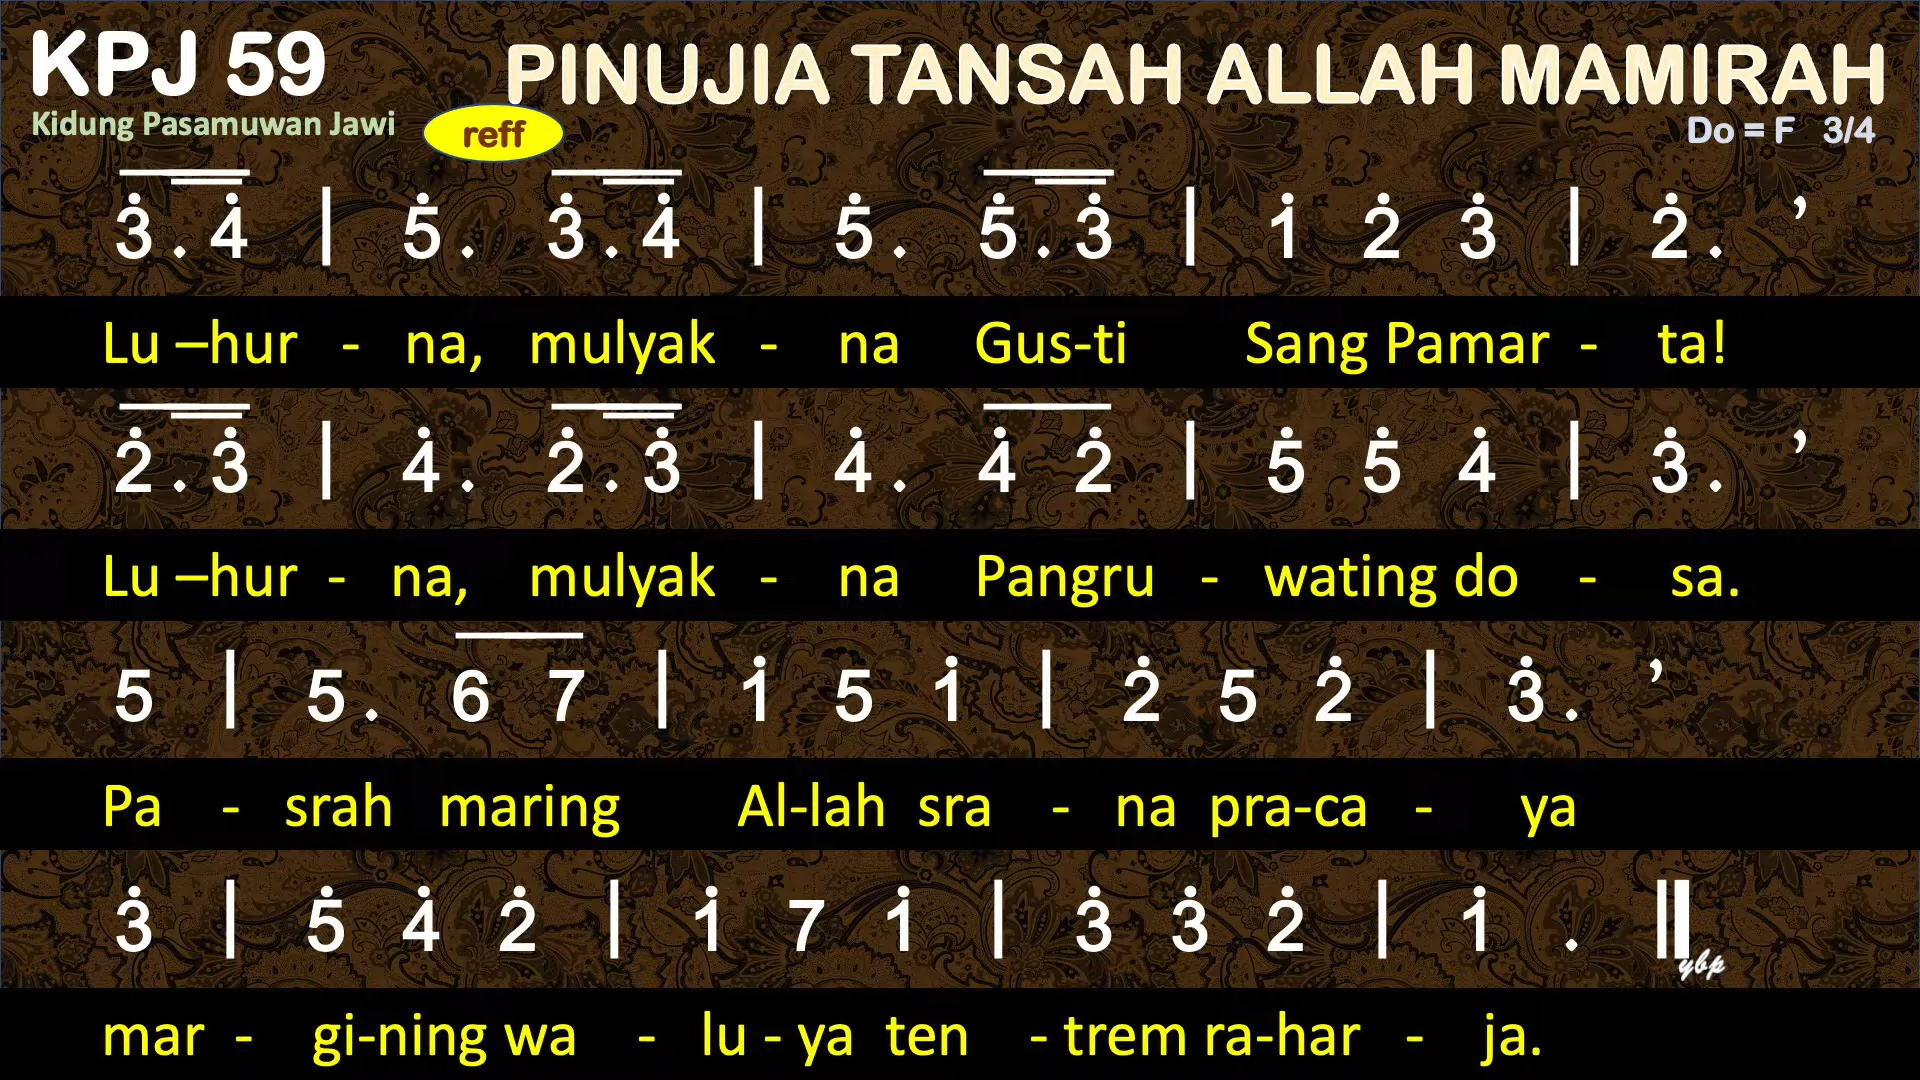 KPJ 59
PINUJIA TANSAH ALLAH MAMIRAH
Kidung Pasamuwan Jawi
reff
Do = F 3/4
3̇ . 4̇ | 5̇ . 3̇ . 4̇ | 5̇ . 5̇ . 3̇ | 1̇ 2̇ 3̇ | 2̇ . ’
Lu –hur - na, mulyak - na Gus-ti Sang Pamar - ta!
2̇ . 3̇ | 4̇ . 2̇ . 3̇ | 4̇ . 4̇ 2̇ | 5̇ 5̇ 4̇ | 3̇ . ’
Lu –hur - na, mulyak - na Pangru - wating do - sa.
5 | 5 . 6 7 | 1̇ 5 1̇ | 2̇ 5 2̇ | 3̇ . ’
Pa - srah maring Al-lah sra - na pra-ca - ya
3̇ | 5̇ 4̇ 2̇ | 1̇ 7 1̇ | 3̇ 3̇ 2̇ | 1̇ . ||
ybp
mar - gi-ning wa - lu - ya ten - trem ra-har - ja.